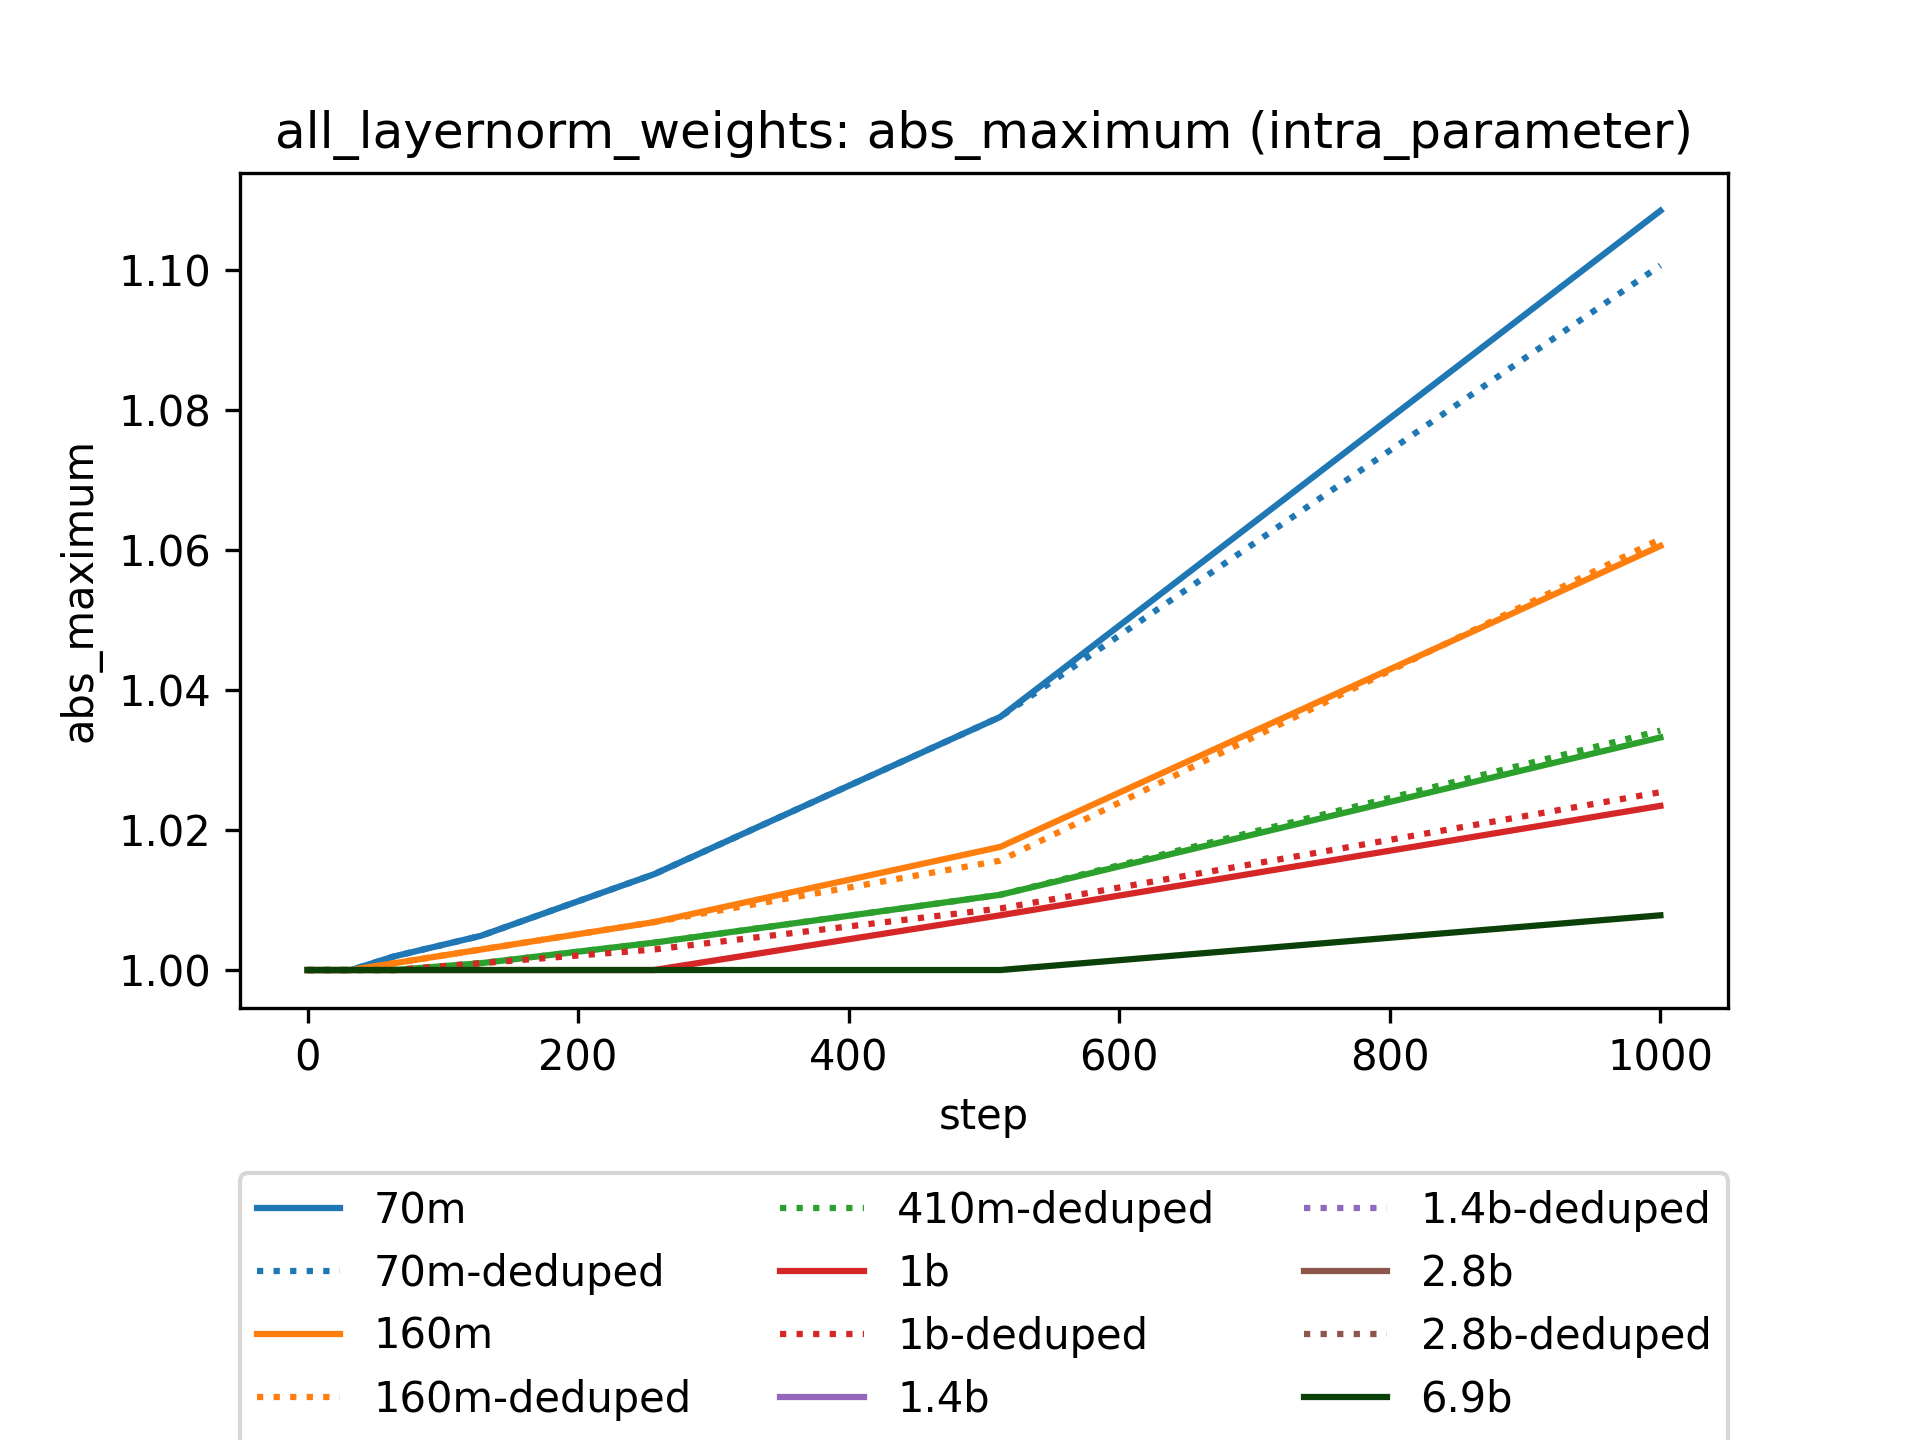 all_layernorm_weights: abs_maximum (intra_parameter)
abs_maximum
1.10
1.08
1.06
1.04
1.02
1.00
0 200 400 600 800 1000
step
70m
70m-deduped
160m
160m-deduped
410m-deduped
1b
1b-deduped
1.4b
1.4b-deduped
2.8b
2.8b-deduped
6.9b